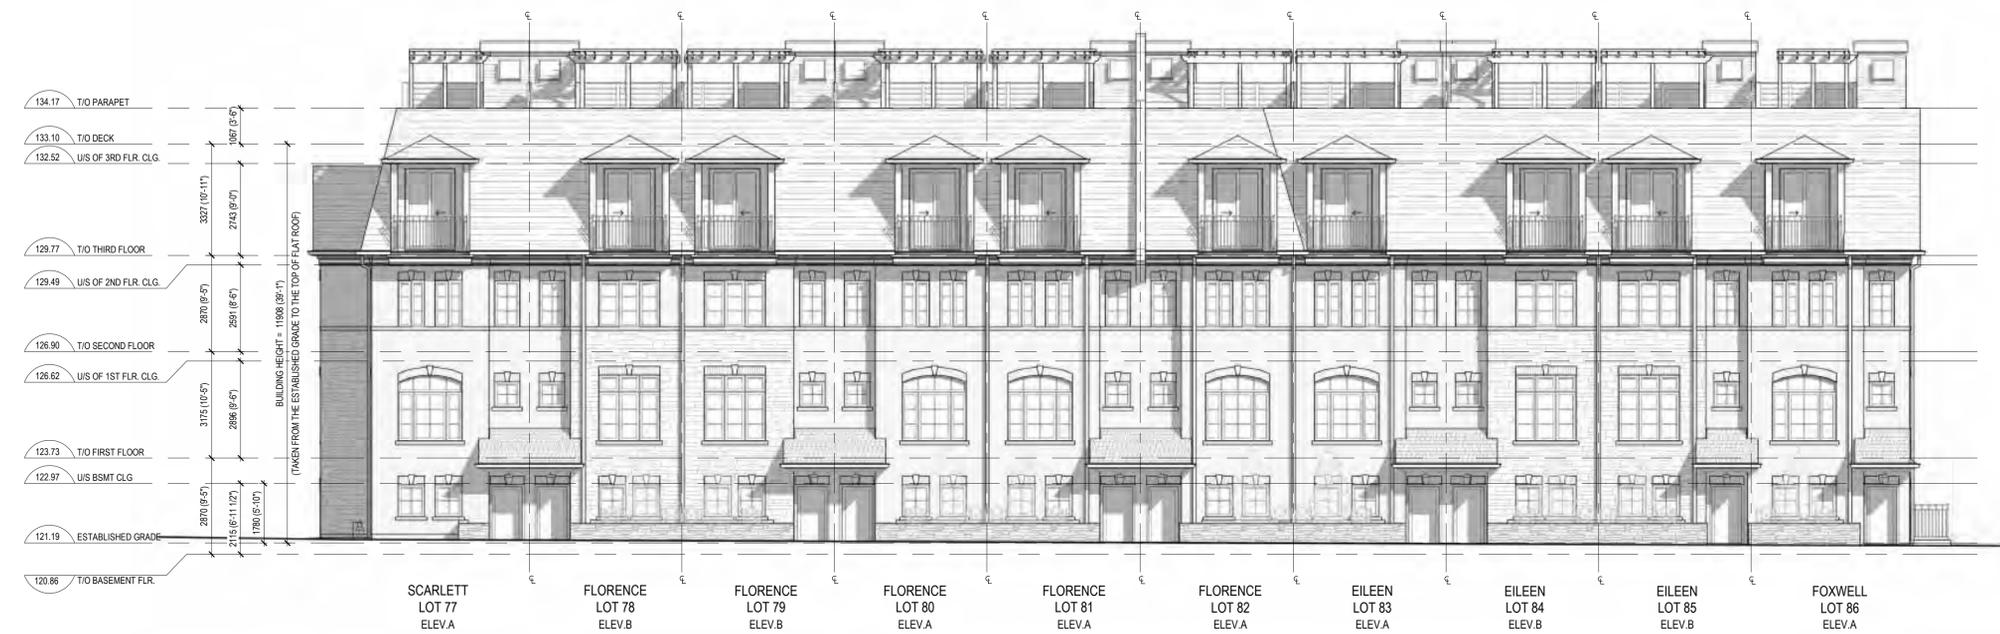 134.17 T/O PARAPET
133.10 T/O DECK
132.52 U/S OF 3RD FLR. CLG.
129.77 T/O THIRD FLOOR
129.49 U/S OF 2ND FLR. CLG.
126.90 T/O SECOND FLOOR
126.62 U/S OF 1ST FLR. CLG.
123.73 T/O FIRST FLOOR
122.97 U/S BSMT CLG
121.19 ESTABLISHED GRADE
120.86 T/O BASEMENT FLR.
3327 (10'-11")
2870 (9'-5")
3175 (10'-5")
2870 (9'-5")
1067 (3'-6")
2743 (9'-0")
2591 (8'-6")
2896 (9'-6")
2115 (6'-11 1/2")
1780 (5'-10")
BUILDING HEIGHT = 11908 (39'-1")
(TAKEN FROM THE ESTABLISHED GRADE TO THE TOP OF FLAT ROOF)
SCARLETT
LOT 77
ELEV.A
FLORENCE
LOT 78
ELEV.B
FLORENCE
LOT 79
ELEV.B
FLORENCE
LOT 80
ELEV.A
FLORENCE
LOT 81
ELEV.A
FLORENCE
LOT 82
ELEV.A
EILEEN
LOT 83
ELEV.A
EILEEN
LOT 84
ELEV.B
EILEEN
LOT 85
ELEV.B
FOXWELL
LOT 86
ELEV.A